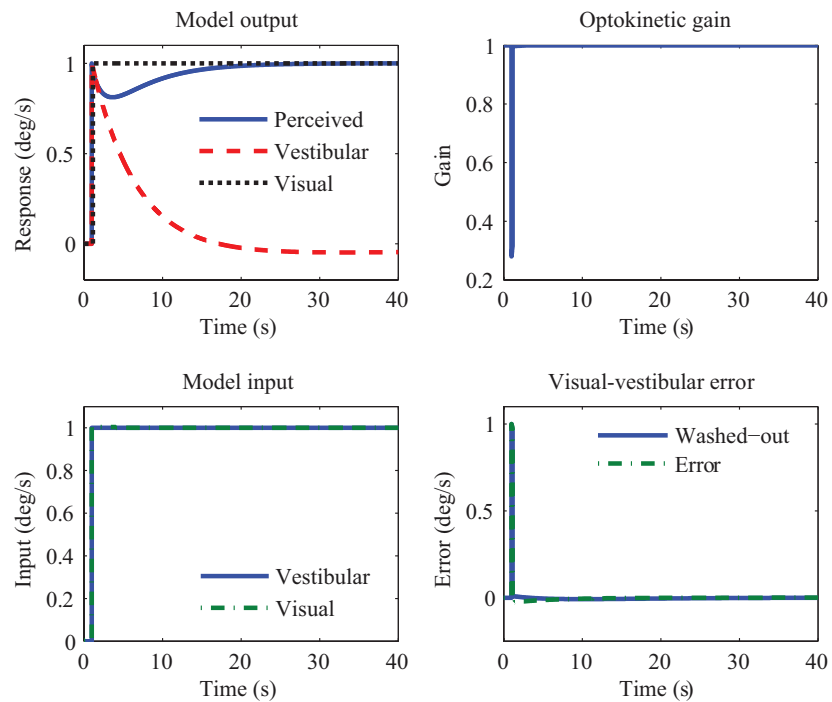 Model output
Response (deg/s)
1
0.5
0
Perceived
Vestibular
Visual
0 10 20 30 40
Time (s)
Optokinetic gain
Gain
1
0.8
0.6
0.4
0.2
0 10 20 30 40
Time (s)
Model input
Input (deg/s)
1
0.8
0.6
0.4
0.2
0
Vestibular
Visual
0 10 20 30 40
Time (s)
Visual-vestibular error
Error (deg/s)
1
0.5
0
Washed−out
Error
0 10 20 30 40
Time (s)